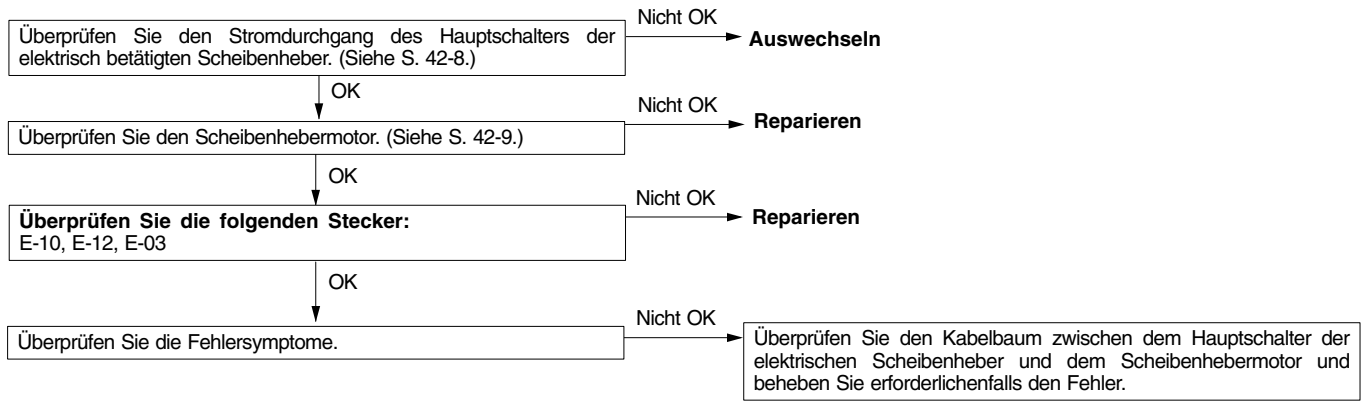 Überprüfen Sie den Stromdurchgang des Hauptschalters der
elektrisch betätigten Scheibenheber. (Siehe S. 42-8.)
Nicht OK
Auswechseln
OK
Überprüfen Sie den Scheibenhebermotor. (Siehe S. 42-9.)
Nicht OK
Reparieren
OK
Überprüfen Sie die folgenden Stecker:
E-10, E-12, E-03
Nicht OK
Reparieren
OK
Überprüfen Sie die Fehlersymptome.
Nicht OK
Überprüfen Sie den Kabelbaum zwischen dem Hauptschalter der
elektrischen Scheibenheber und dem Scheibenhebermotor und
beheben Sie erforderlichenfalls den Fehler.